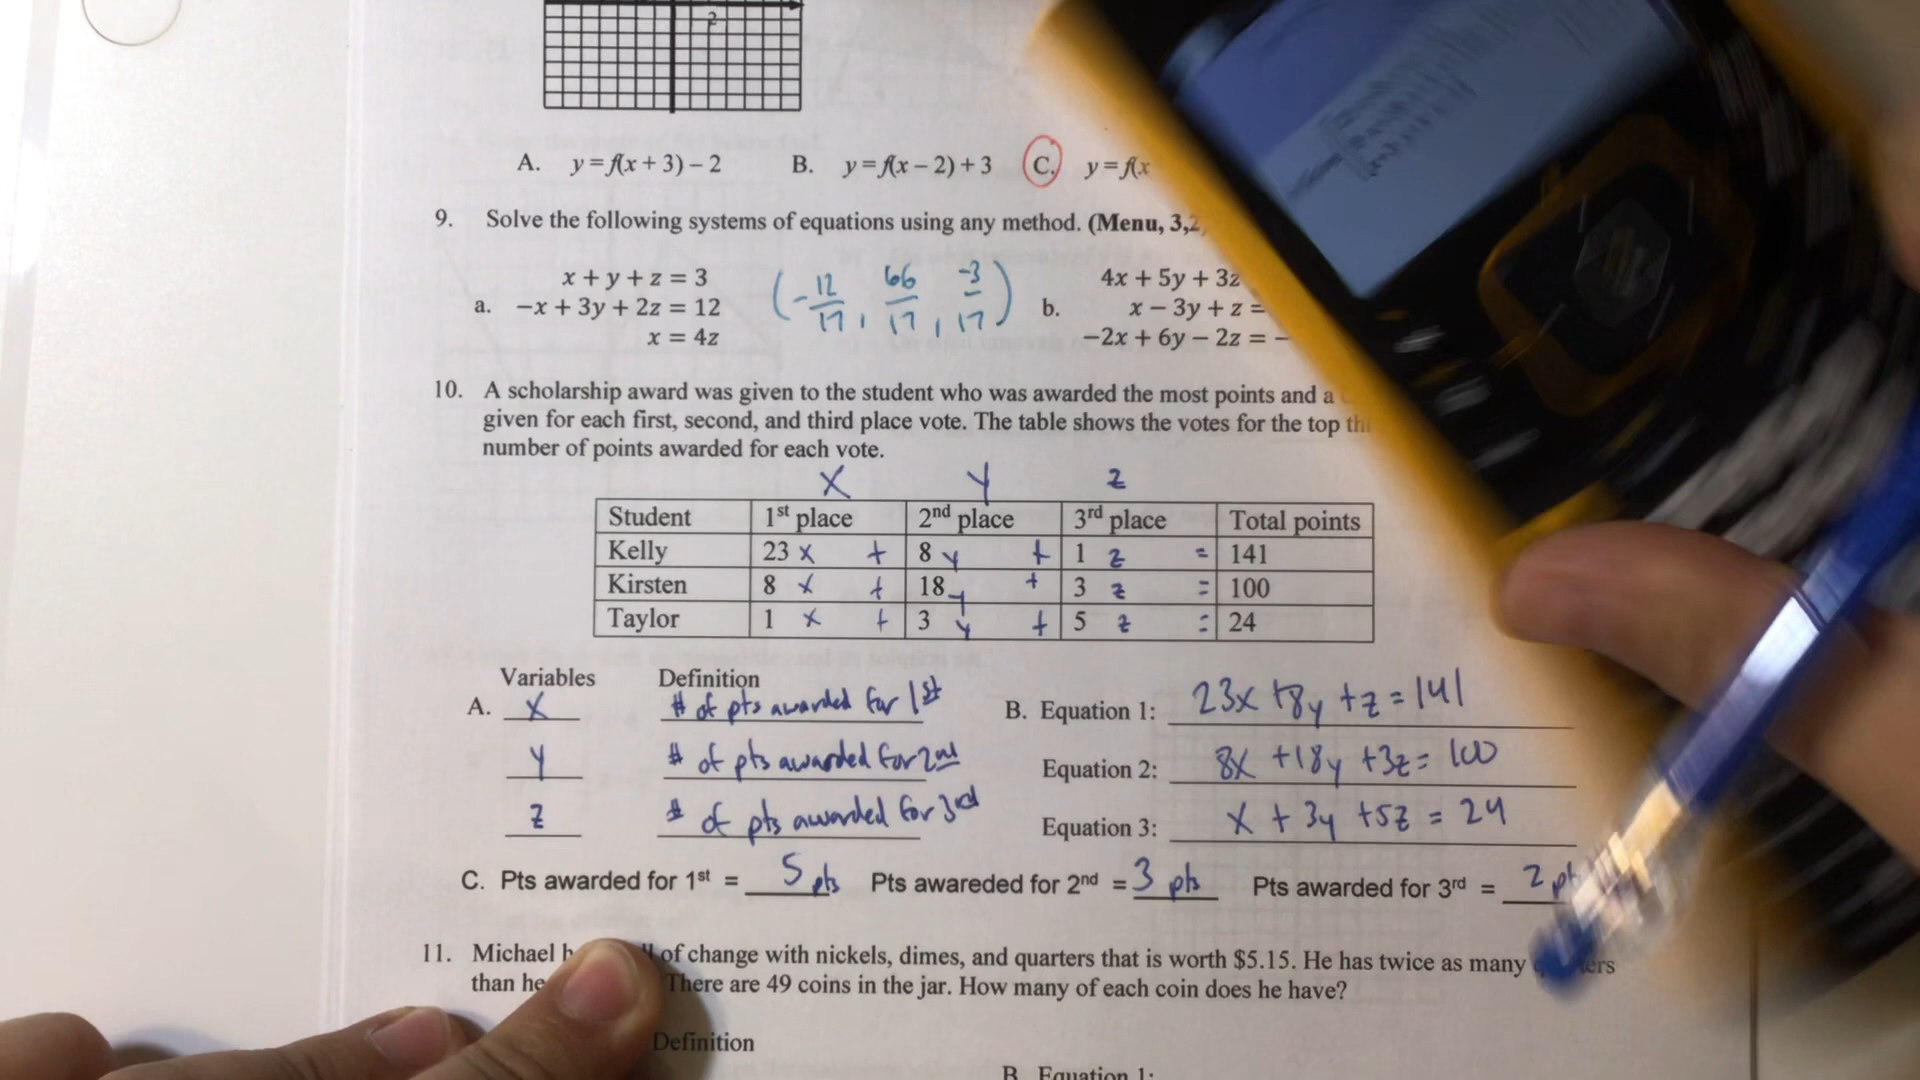 2
A. y=f(x+3)−2 B. y=f(x−2)+3 C. y=f(x
9. Solve the following systems of equations using any method. (Menu, 3,2,
x + y + z = 3
a. −x + 3y + 2z = 12
x = 4z
(-12/17, 66/17, -3/17)
4x + 5y + 3z
b. x − 3y + z =
−2x + 6y − 2z = −
10. A scholarship award was given to the student who was awarded the most points and a
given for each first, second, and third place vote. The table shows the votes for the top
number of points awarded for each vote.
X Y Z
Student 1st place 2nd place 3rd place Total points
Kelly 23 x + 8 y + 1 z = 141
Kirsten 8 x + 18 y + 3 z = 100
Taylor 1 x + 3 y + 5 z = 24
Variables Definition
A. X # of pts awarded for 1st
Y # of pts awarded for 2nd
Z # of pts awarded for 3rd
B. Equation 1: 23x +8y +z = 141
Equation 2: 8x +18y +3z = 100
Equation 3: x + 3y +5z = 24
C. Pts awarded for 1st = 5 pts Pts awareded for 2nd = 3 pts Pts awarded for 3rd = 2 pt
11. Michael of change with nickels, dimes, and quarters that is worth $5.15. He has twice as many
than he There are 49 coins in the jar. How many of each coin does he have?
Definition
B. Equation 1: